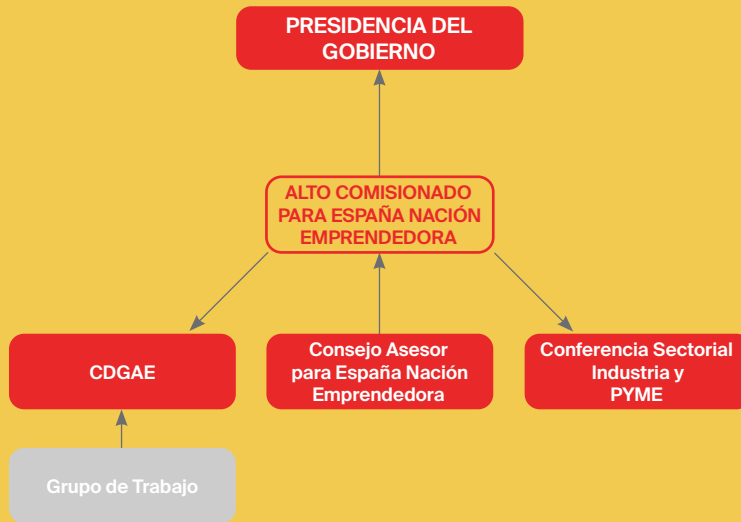 PRESIDENCIA DEL
GOBIERNO
ALTO COMISIONADO
PARA ESPAÑA NACIÓN
EMPRENDEDORA
CDGAE
Consejo Asesor
para España Nación
Emprendedora
Conferencia Sectorial
Industria y
PYME
Grupo de Trabajo